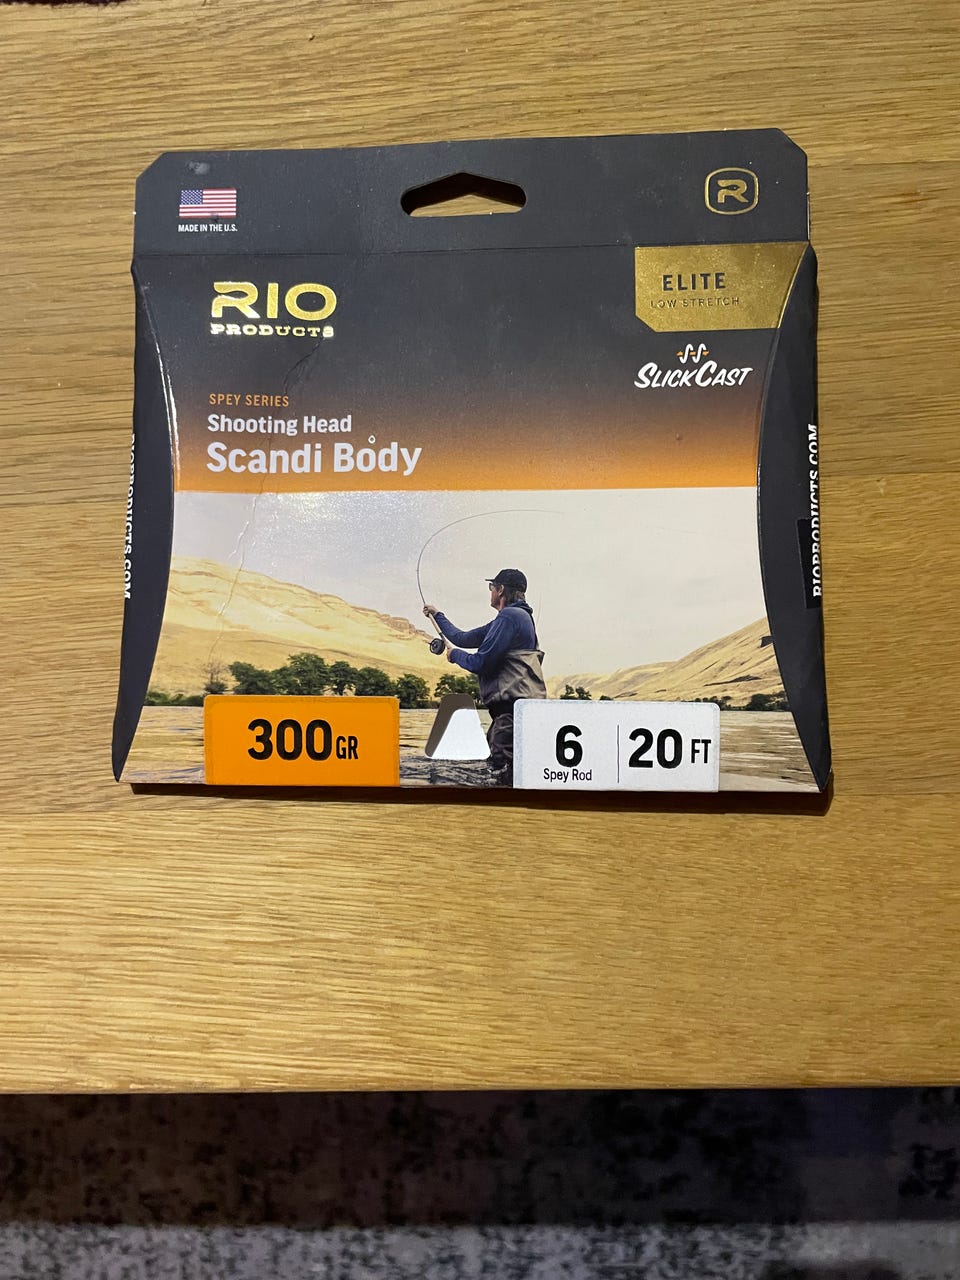 MADE IN THE U.S.
R
RIO
PRODUCTS
ELITE
LOW STRETCH
SLICKCAST
SPEY SERIES
Shooting Head
Scandi Body
RIOPRODUCTS.COM
RIOPRODUCTS.COM
300GR
6
Spey Rod
20 FT